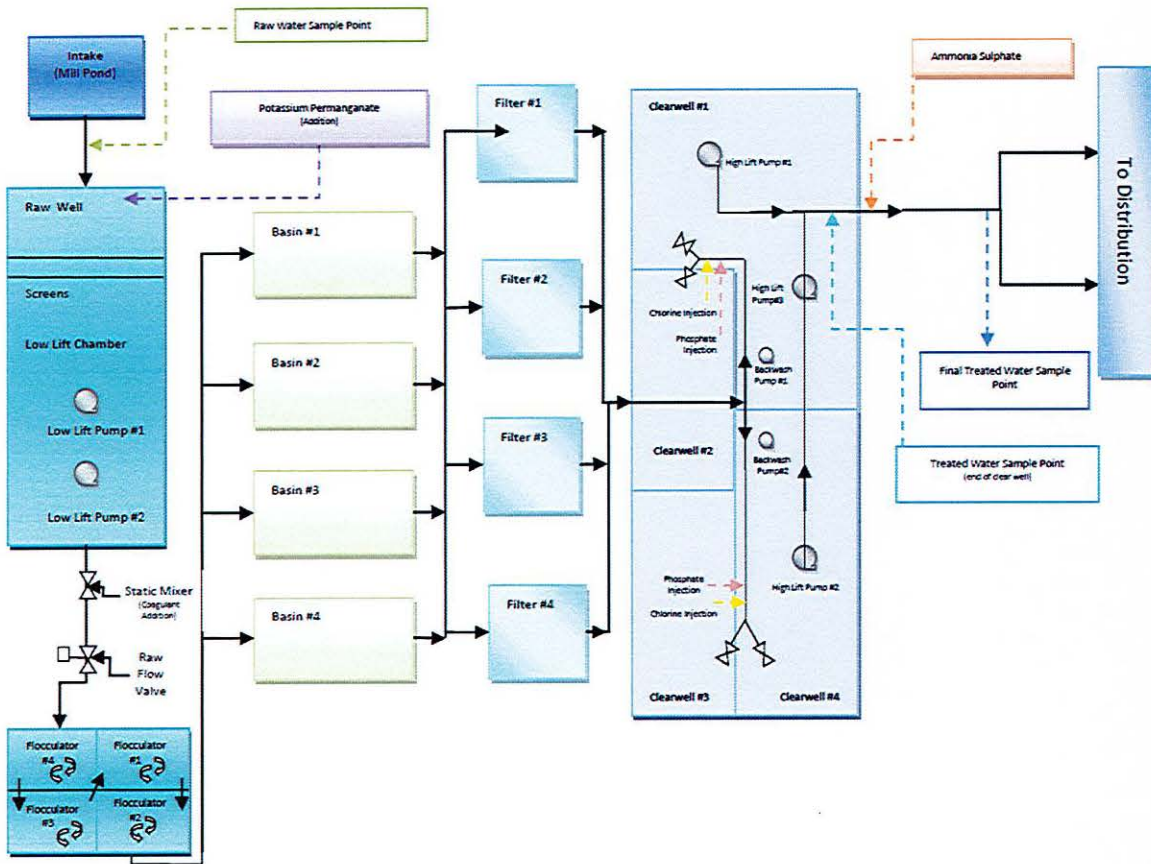 Raw Water Sample Point
Intake
(Mill Pond)
Potassium Permanganate
(Addition)
Raw Well
Screens
Low Lift Chamber
Low Lift Pump #1
Low Lift Pump #2
Static Mixer
(Coagulant
Addition)
Raw
Flow
Valve
Flocculator
#4
Flocculator
#1
Flocculator
#3
Flocculator
#2
Basin #1
Basin #2
Basin #3
Basin #4
Filter #1
Filter #2
Filter #3
Filter #4
Clearwell #1
High Lift Pump #1
High Lift
Pump#3
Chlorine Injection
Phosphate
Injection
Backwash
Pump #1
Clearwell #2
Backwash
Pump#2
High Lift Pump #2
Phosphate
Injection
Chlorine Injection
Clearwell #3
Clearwell #4
Ammonia Sulphate
To Distribution
Final Treated Water Sample
Point
Treated Water Sample Point
(end of clear well)